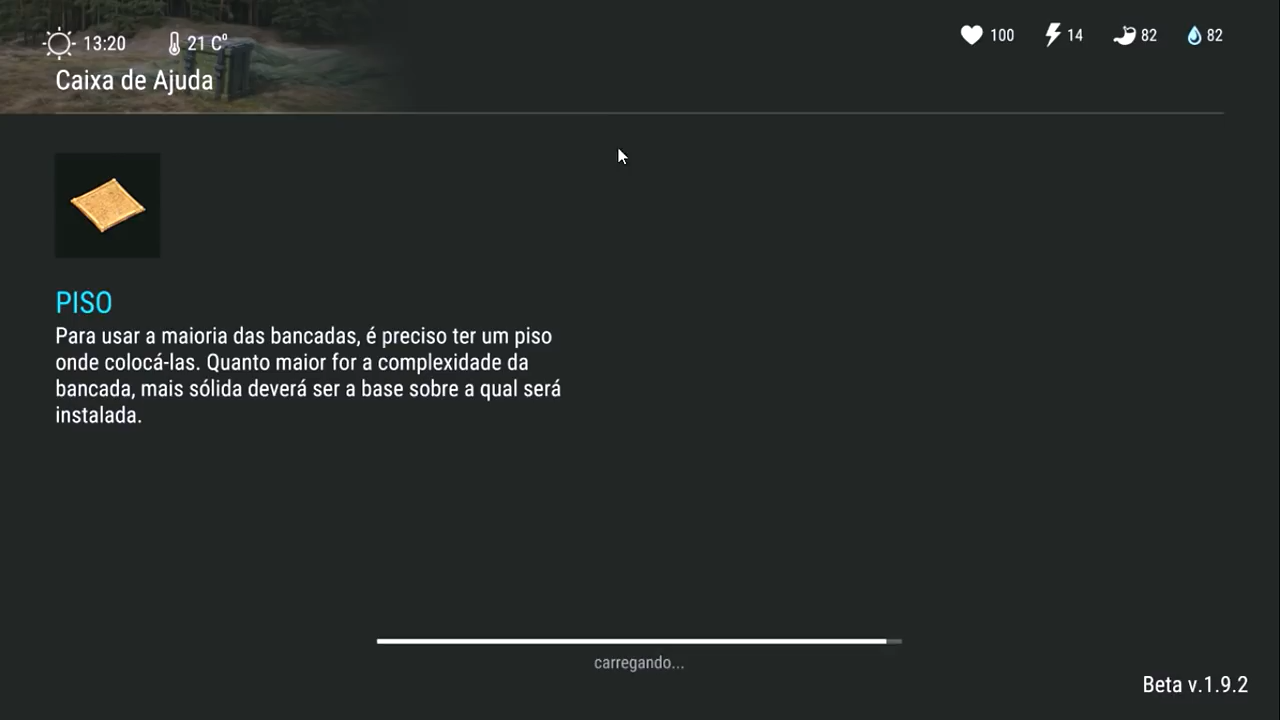 13:20 21 Cº 100 14 82 82
Caixa de Ajuda
PISO
Para usar a maioria das bancadas, é preciso ter um piso
onde colocá-las. Quanto maior for a complexidade da
bancada, mais sólida deverá ser a base sobre a qual será
instalada.
carregando...
Beta v.1.9.2